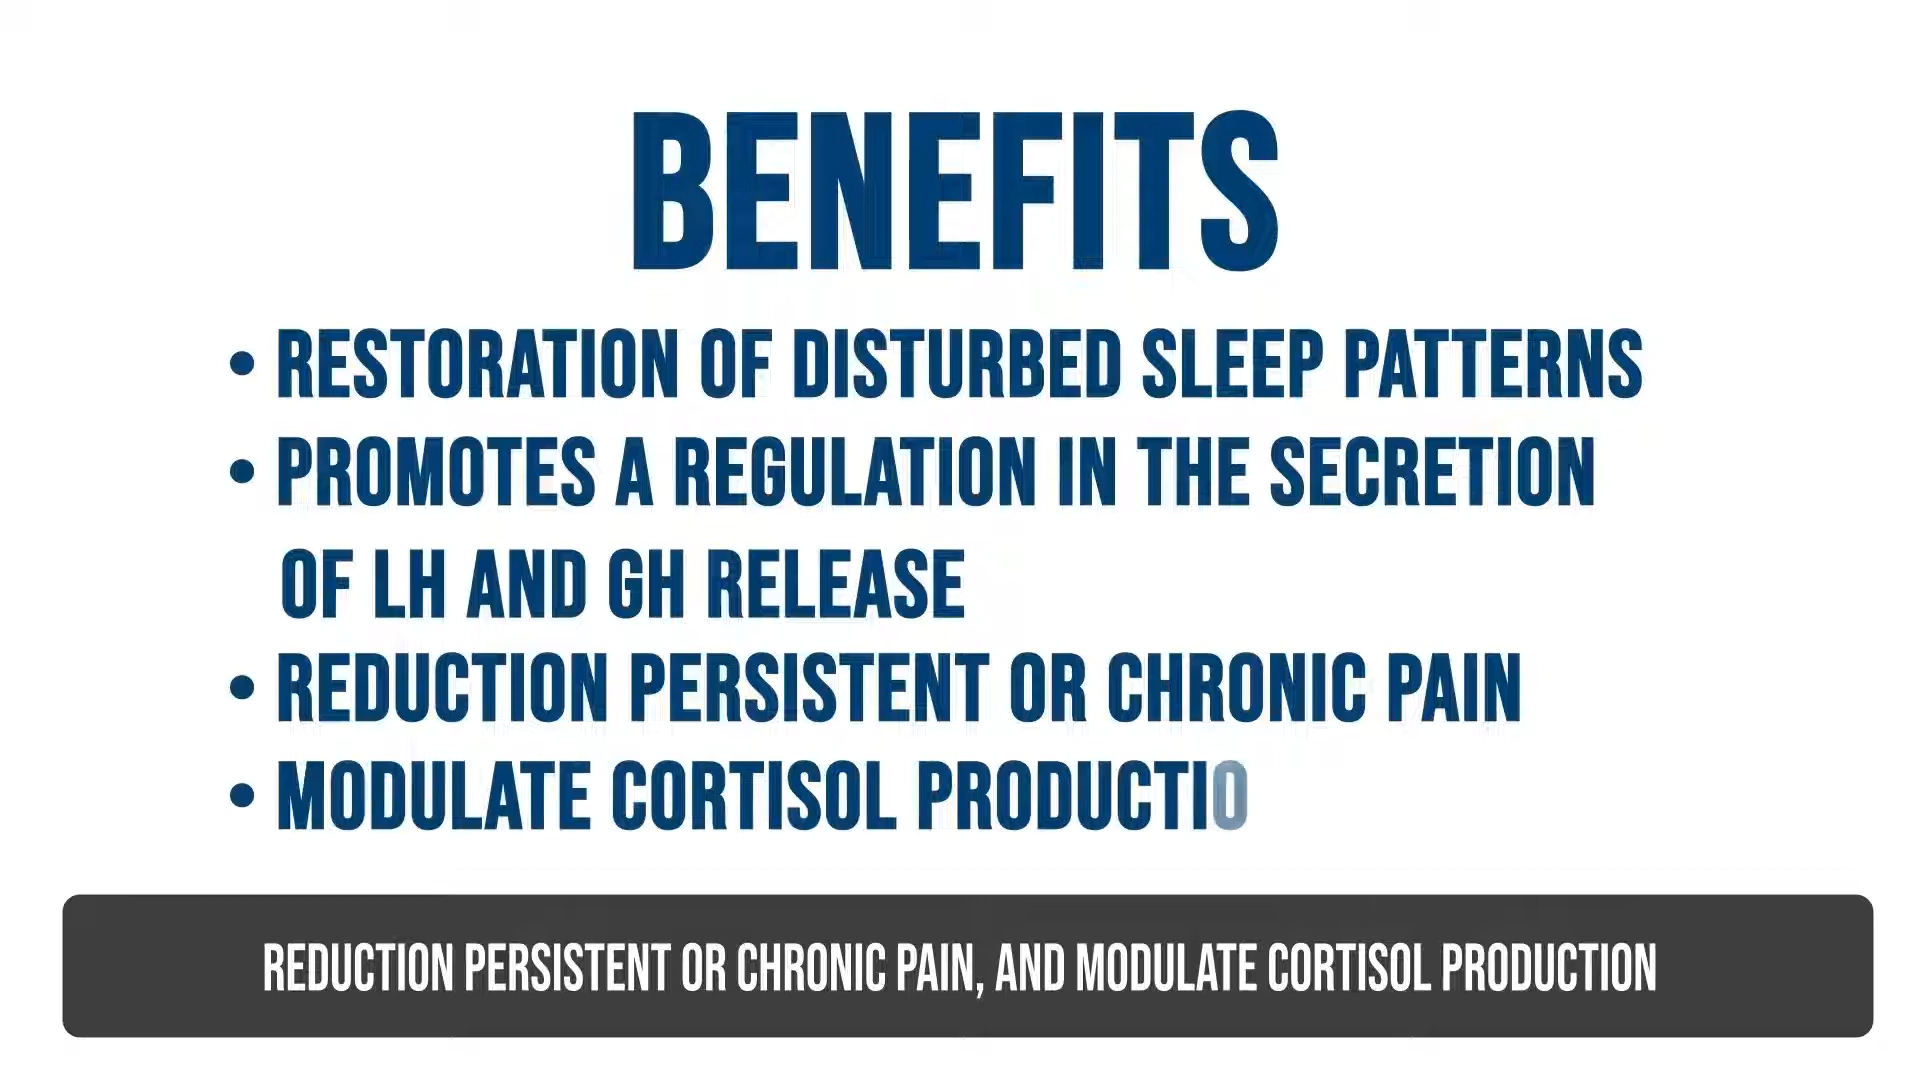 BENEFITS
• RESTORATION OF DISTURBED SLEEP PATTERNS
• PROMOTES A REGULATION IN THE SECRETION
OF LH AND GH RELEASE
• REDUCTION PERSISTENT OR CHRONIC PAIN
• MODULATE CORTISOL PRODUCTIO
REDUCTION PERSISTENT OR CHRONIC PAIN, AND MODULATE CORTISOL PRODUCTION